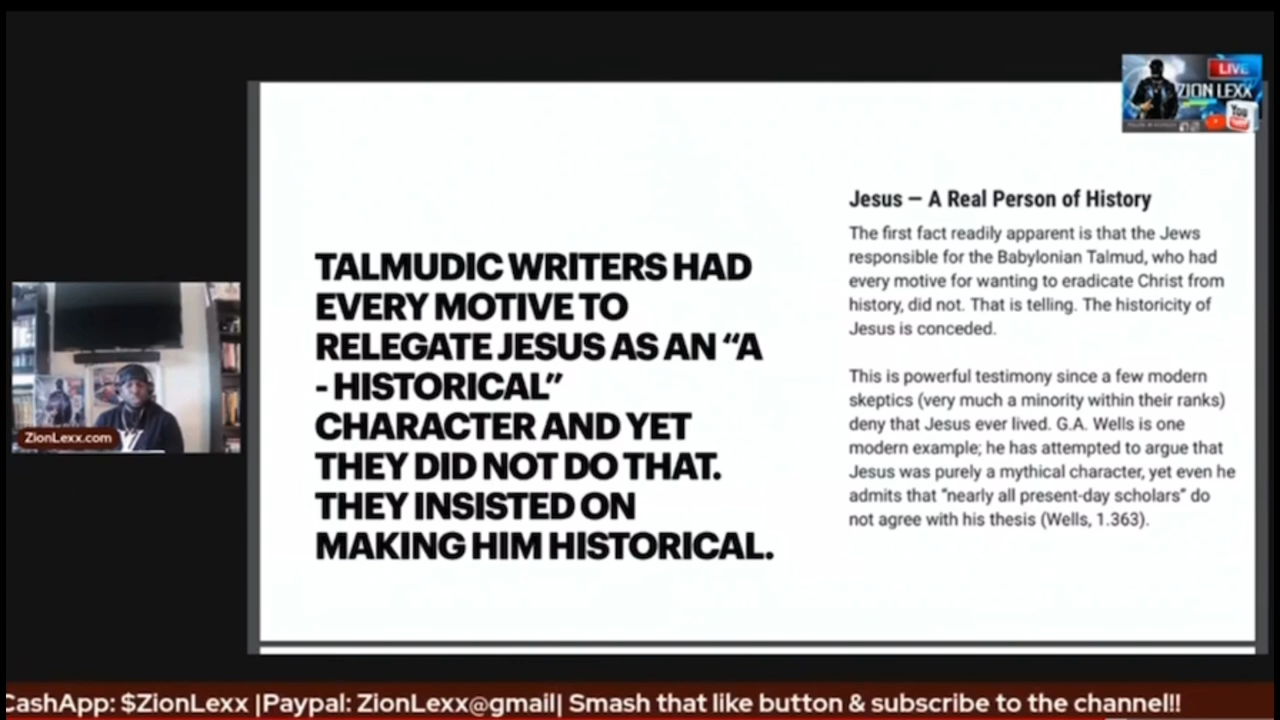 LIVE
ZION LEXX
You
TALMUDIC WRITERS HAD
EVERY MOTIVE TO
RELEGATE JESUS AS AN “A
- HISTORICAL”
CHARACTER AND YET
THEY DID NOT DO THAT.
THEY INSISTED ON
MAKING HIM HISTORICAL.
Jesus — A Real Person of History
The first fact readily apparent is that the Jews
responsible for the Babylonian Talmud, who had
every motive for wanting to eradicate Christ from
history, did not. That is telling. The historicity of
Jesus is conceded.
This is powerful testimony since a few modern
skeptics (very much a minority within their ranks)
deny that Jesus ever lived. G.A. Wells is one
modern example; he has attempted to argue that
Jesus was purely a mythical character, yet even he
admits that “nearly all present-day scholars” do
not agree with his thesis (Wells, 1.363).
ZionLexx.com
CashApp: $ZionLexx |Paypal: ZionLexx@gmail| Smash that like button & subscribe to the channel!!